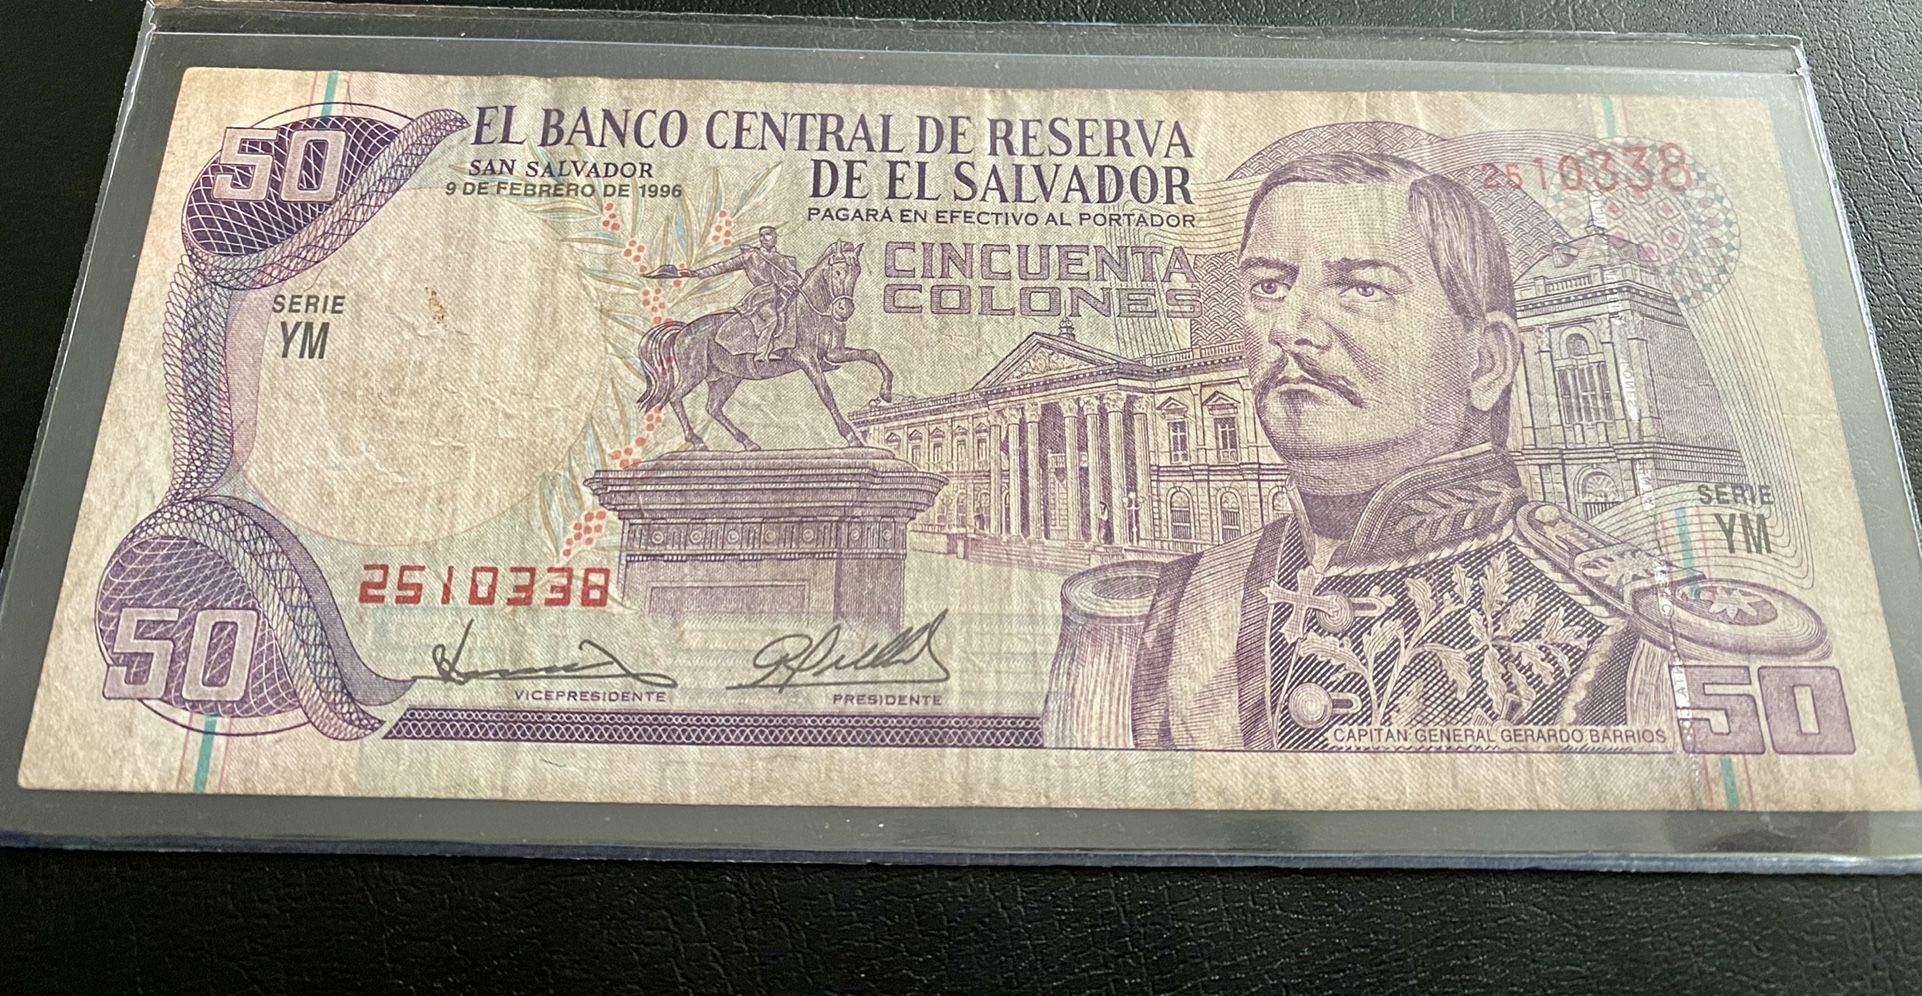 50
EL BANCO CENTRAL DE RESERVA
DE EL SALVADOR
SAN SALVADOR
9 DE FEBRERO DE 1996
PAGARÁ EN EFECTIVO AL PORTADOR
2510338
CINCUENTA
COLONES
SERIE
YM
SERIE
YM
2510338
50
VICEPRESIDENTE
PRESIDENTE
CAPITAN GENERAL GERARDO BARRIOS
50